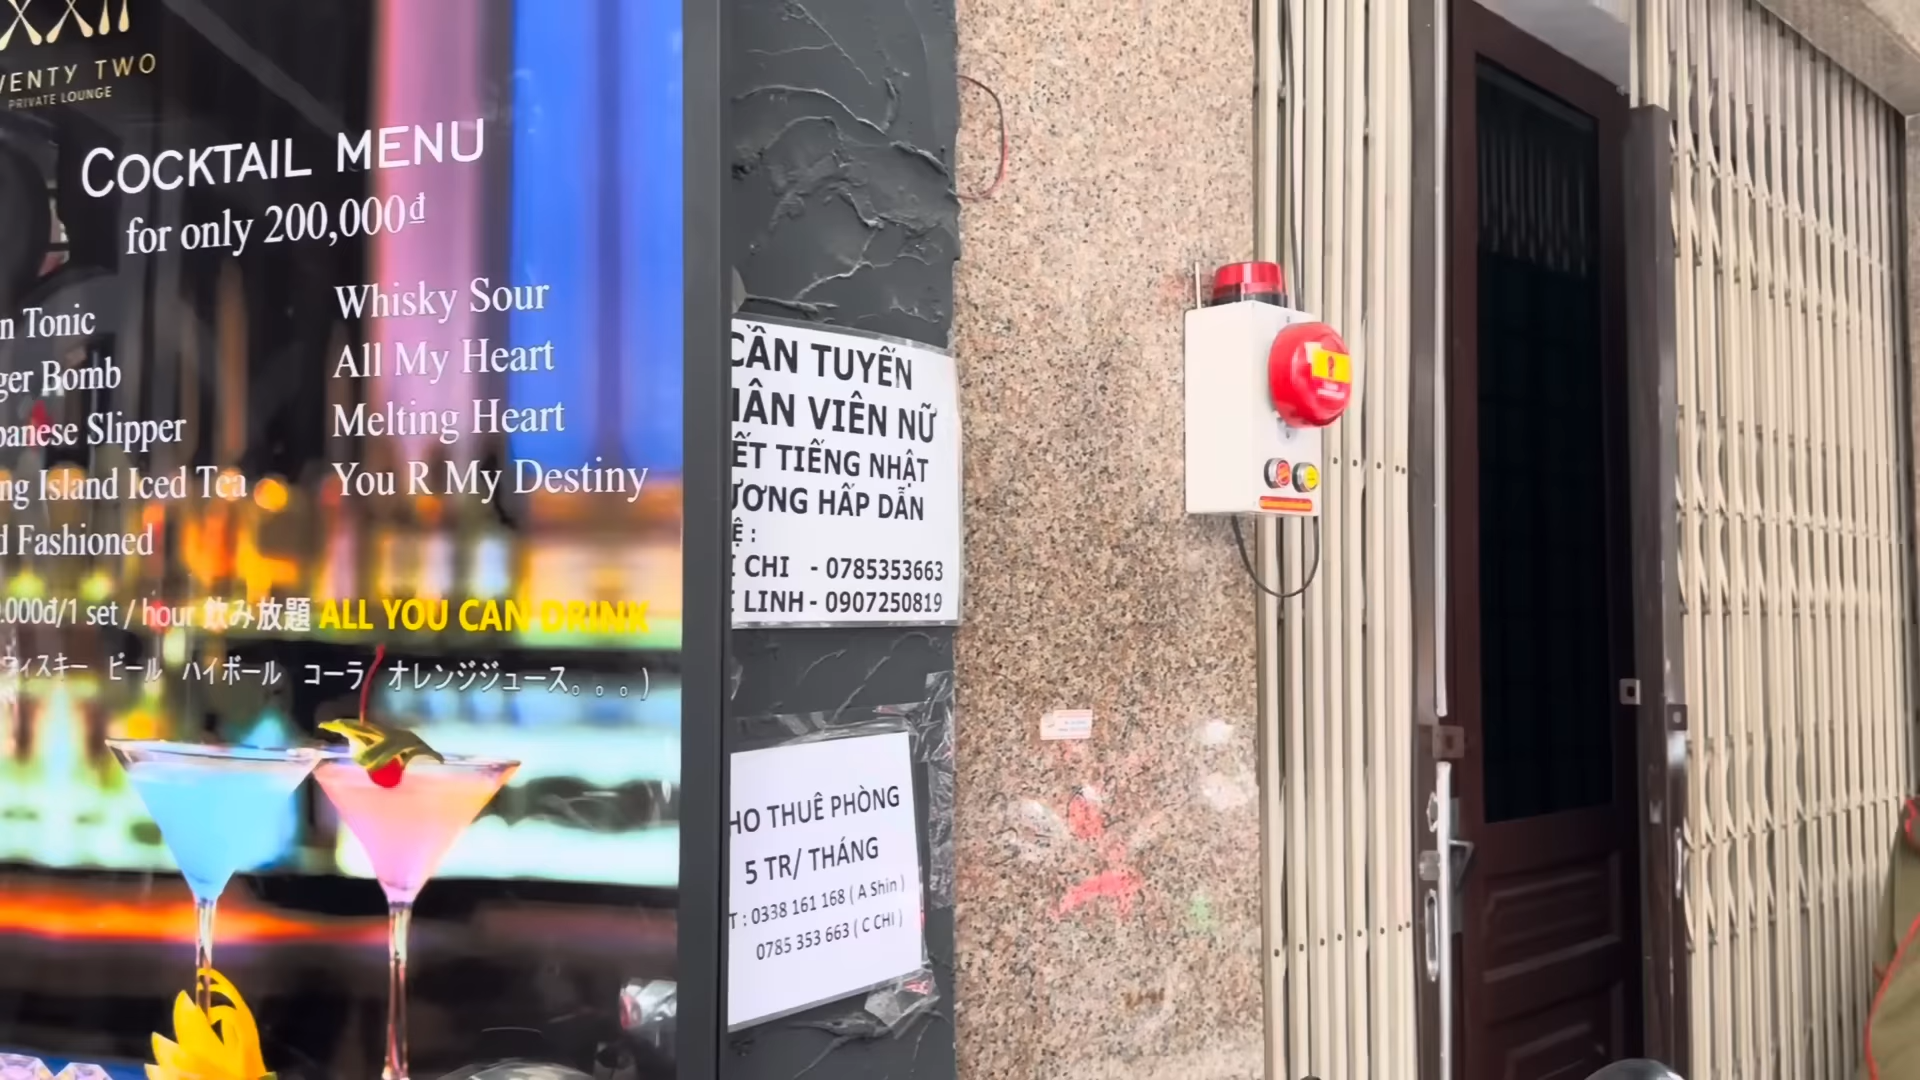 XXII
VENTY TWO
PRIVATE LOUNGE
COCKTAIL MENU
for only 200,000đ
n Tonic
ger Bomb
panese Slipper
ng Island Iced Tea
d Fashioned
Whisky Sour
All My Heart
Melting Heart
You R My Destiny
.000đ/1 set / hour 飲み放題 ALL YOU CAN DRINK
ウィスキー ビール ハイボール コーラ オレンジジュース。。。)
CẦN TUYỂN
HÂN VIÊN NỮ
ẾT TIẾNG NHẬT
ƯƠNG HẤP DẪN
Ệ :
CHI - 0785353663
LINH - 0907250819
HO THUÊ PHÒNG
5 TR/ THÁNG
T : 0338 161 168 ( A Shin )
0785 353 663 ( C CHI )